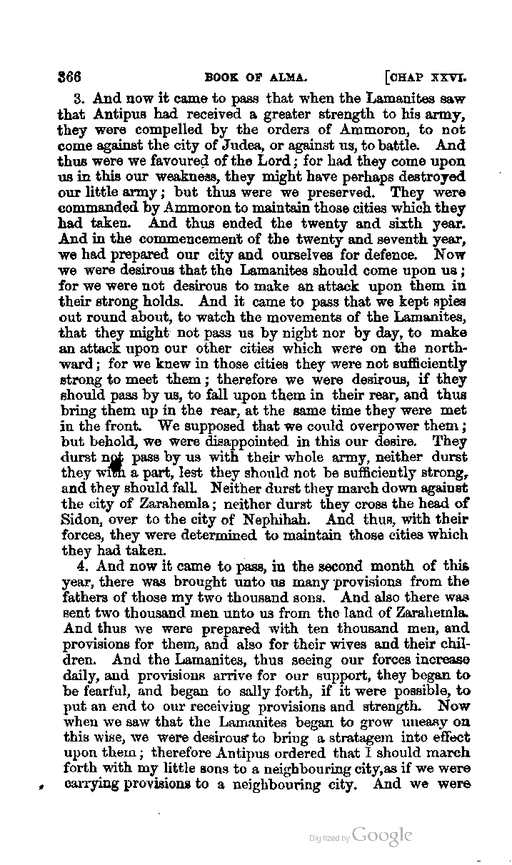 366 BOOK OF ALMA. [CHAP XXVI.
3. And now it came to pass that when the Lamanites saw
that Antipus had received a greater strength to his army,
they were compelled by the orders of Ammoron, to not
come against the city of Judea, or against us, to battle. And
thus were we favoured of the Lord; for had they come upon
us in this our weakness, they might have perhaps destroyed
our little army; but thus were we preserved. They were
commanded by Ammoron to maintain those cities which they
had taken. And thus ended the twenty and sixth year.
And in the commencement of the twenty and seventh year,
we had prepared our city and ourselves for defence. Now
we were desirous that the Lamanites should come upon us;
for we were not desirous to make an attack upon them in
their strong holds. And it came to pass that we kept spies
out round about, to watch the movements of the Lamanites,
that they might not pass us by night nor by day, to make
an attack upon our other cities which were on the north-
ward; for we knew in those cities they were not sufficiently
strong to meet them; therefore we were desirous, if they
should pass by us, to fall upon them in their rear, and thus
bring them up in the rear, at the same time they were met
in the front. We supposed that we could overpower them;
but behold, we were disappointed in this our desire. They
durst not pass by us with their whole army, neither durst
they with a part, lest they should not be sufficiently strong,
and they should fall. Neither durst they march down against
the city of Zarahemla; neither durst they cross the head of
Sidon, over to the city of Nephihah. And thus, with their
forces, they were determined to maintain those cities which
they had taken.
4. And now it came to pass, in the second month of this
year, there was brought unto us many provisions from the
fathers of those my two thousand sons. And also there was
sent two thousand men unto us from the land of Zarahemla.
And thus we were prepared with ten thousand men, and
provisions for them, and also for their wives and their chil-
dren. And the Lamanites, thus seeing our forces increase
daily, and provisions arrive for our support, they began to
be fearful, and began to sally forth, if it were possible, to
put an end to our receiving provisions and strength. Now
when we saw that the Lamanites began to grow uneasy on
this wise, we were desirous to bring a stratagem into effect
upon them; therefore Antipus ordered that I should march
forth with my little sons to a neighbouring city, as if we were
carrying provisions to a neighbouring city. And we were
Digitized by Google